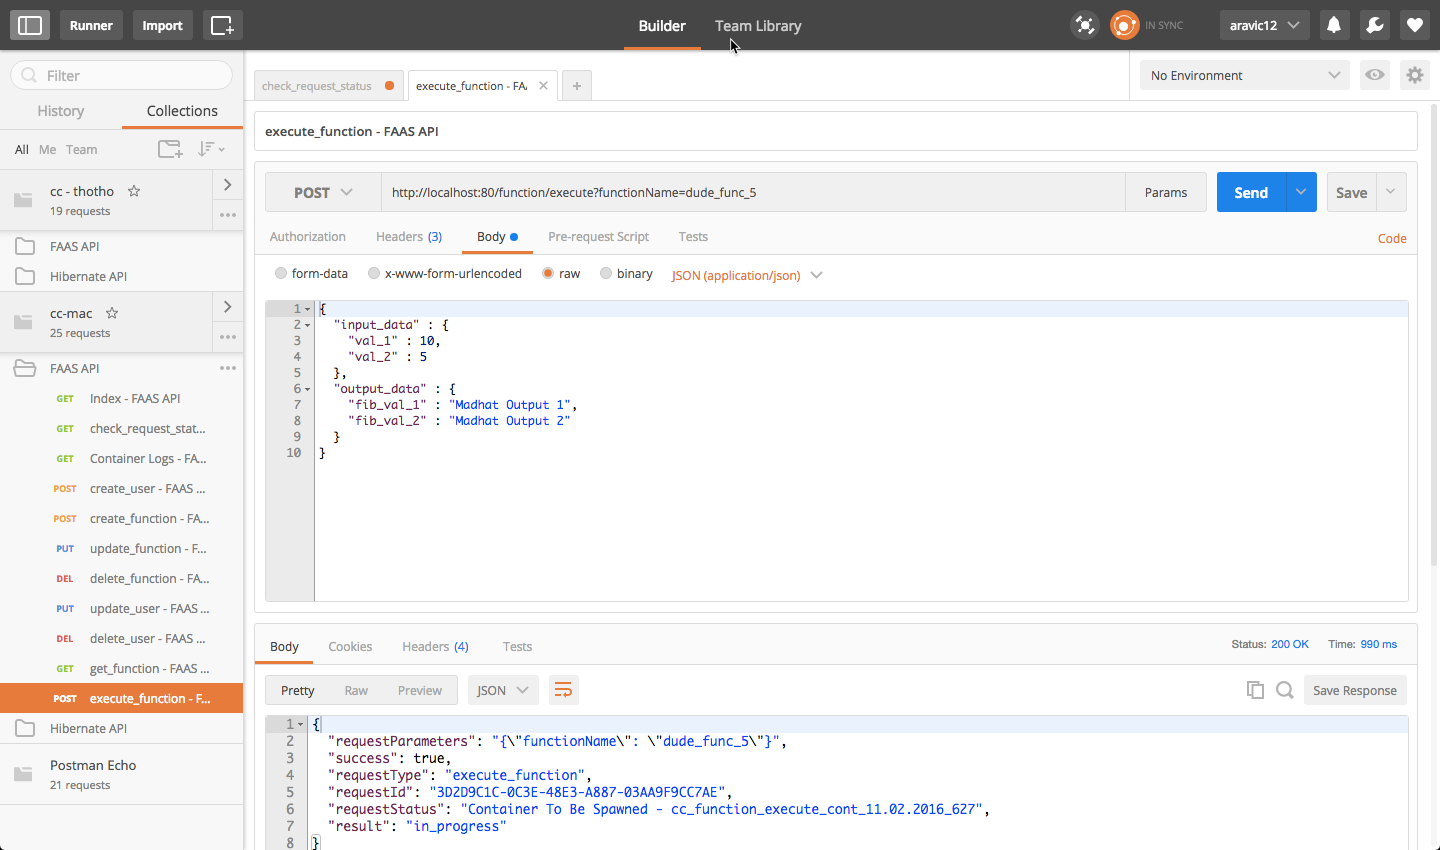 Runner
Import
Builder
Team Library
IN SYNC
aravic12
Filter
History
Collections
All Me Team
cc - thotho
19 requests
FAAS API
Hibernate API
cc-mac
25 requests
FAAS API
GET Index - FAAS API
GET check_request_stat...
GET Container Logs - FA...
POST create_user - FAAS ...
POST create_function - FA...
PUT update_function - F...
DEL delete_function - FA...
PUT update_user - FAAS ...
DEL delete_user - FAAS ...
GET get_function - FAAS ...
POST execute_function - F...
Hibernate API
Postman Echo
21 requests
check_request_status
execute_function - FA
No Environment
execute_function - FAAS API
POST
http://localhost:80/function/execute?functionName=dude_func_5
Params
Send
Save
Authorization
Headers (3)
Body
Pre-request Script
Tests
Code
form-data
x-www-form-urlencoded
raw
binary
JSON (application/json)
1 {
2 "input_data" : {
3 "val_1" : 10,
4 "val_2" : 5
5 },
6 "output_data" : {
7 "fib_val_1" : "Madhat Output 1",
8 "fib_val_2" : "Madhat Output 2"
9 }
10 }
Body
Cookies
Headers (4)
Tests
Status: 200 OK
Time: 990 ms
Pretty
Raw
Preview
JSON
Save Response
1 {
2 "requestParameters": "{\"functionName\": \"dude_func_5\"}",
3 "success": true,
4 "requestType": "execute_function",
5 "requestId": "3D2D9C1C-0C3E-48E3-A887-03AA9F9CC7AE",
6 "requestStatus": "Container To Be Spawned - cc_function_execute_cont_11.02.2016_627",
7 "result": "in_progress"
8 }